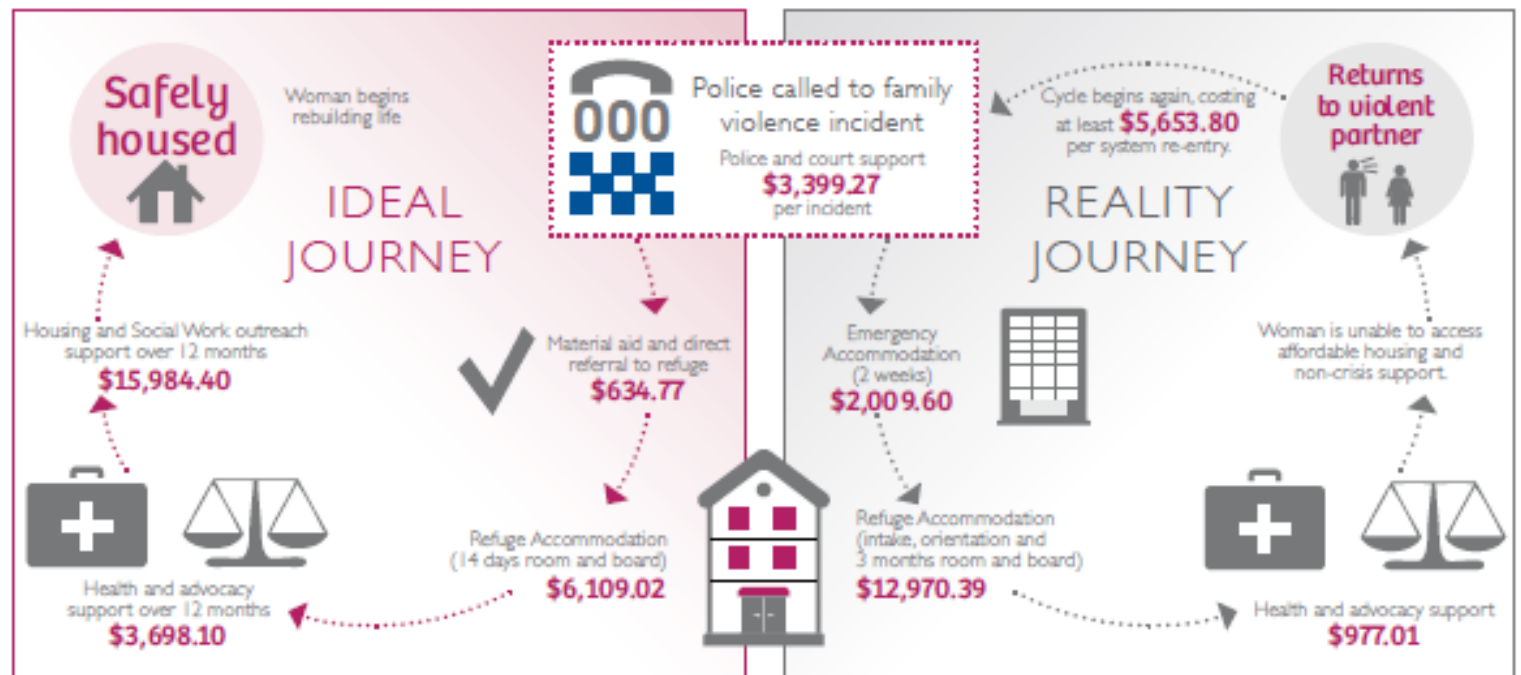 Safely
housed
Woman begins
rebuilding life
IDEAL
JOURNEY
000
Police called to family
violence incident
Police and court support
$3,399.27
per incident
Material aid and direct
referral to refuge
$634.77
Refuge Accommodation
(14 days room and board)
$6,109.02
Health and advocacy
support over 12 months
$3,698.10
Housing and Social Work outreach
support over 12 months
$15,984.40
REALITY
JOURNEY
Emergency
Accommodation
(2 weeks)
$2,009.60
Refuge Accommodation
(intake, orientation and
3 months room and board)
$12,970.39
Health and advocacy support
$977.01
Woman is unable to access
affordable housing and
non-crisis support.
Returns
to violent
partner
Cycle begins again, costing
at least $5,653.80
per system re-entry.